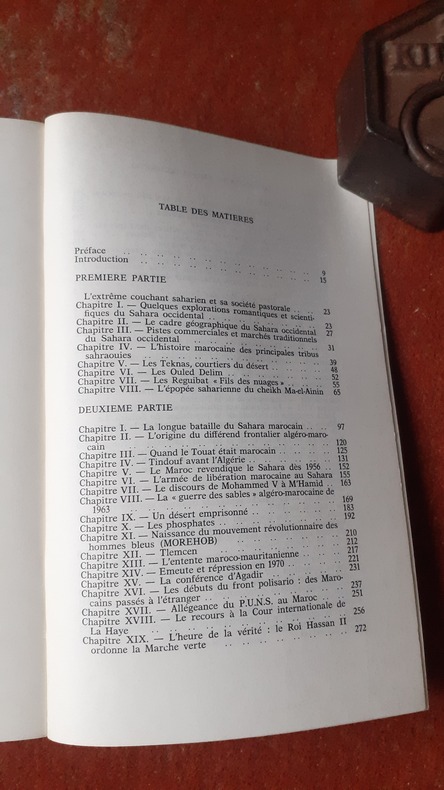 TABLE DES MATIERES
Préface .. .. .. .. .. .. .. .. .. .. .. 9
Introduction .. .. .. .. .. .. .. .. .. .. 15
PREMIERE PARTIE
L'extrême couchant saharien et sa société pastorale .. .. 23
Chapitre I. — Quelques explorations romantiques et scienti-
fiques du Sahara occidental .. .. .. .. .. .. 23
Chapitre II. — Le cadre géographique du Sahara occidental 27
Chapitre III. — Pistes commerciales et marchés traditionnels
du Sahara occidental .. .. .. .. .. .. .. 31
Chapitre IV. — L'histoire marocaine des principales tribus
sahraouies .. .. .. .. .. .. .. .. .. 39
Chapitre V. — Les Teknas, courtiers du désert .. .. .. 48
Chapitre VI. — Les Ouled Delim .. .. .. .. .. 52
Chapitre VII. — Les Reguibat « Fils des nuages » .. .. .. 55
Chapitre VIII. — L'épopée saharienne du cheikh Ma-el-Ainin 65
DEUXIEME PARTIE
Chapitre I. — La longue bataille du Sahara marocain .. .. 97
Chapitre II. — L'origine du différend frontalier algéro-maro-
cain .. .. .. .. .. .. .. .. .. .. 120
Chapitre III. — Quand le Touat était marocain .. .. .. 125
Chapitre IV. — Tindouf avant l'Algérie .. .. .. .. 131
Chapitre V. — Le Maroc revendique le Sahara dès 1956 .. 152
Chapitre VI. — L'armée de libération marocaine au Sahara 155
Chapitre VII. — Le discours de Mohammed V à M'Hamid .. 163
Chapitre VIII. — La « guerre des sables » algéro-marocaine de
1963 .. .. .. .. .. .. .. .. .. .. 169
Chapitre IX. — Un désert emprisonné .. .. .. .. 183
Chapitre X. — Les phosphates .. .. .. .. .. .. 192
Chapitre XI. — Naissance du mouvement révolutionnaire des
hommes bleus (MOREHOB) .. .. .. .. .. .. 210
Chapitre XII. — Tlemcen .. .. .. .. .. .. .. 212
Chapitre XIII. — L'entente maroco-mauritanienne .. .. .. 217
Chapitre XIV. — Emeute et répression en 1970 .. .. .. 221
Chapitre XV. — La conférence d'Agadir .. .. .. .. 231
Chapitre XVI. — Les débuts du front polisario : des Maro-
cains passés à l'étranger .. .. .. .. .. .. 237
Chapitre XVII. — Allégeance du P.U.N.S. au Maroc .. .. 251
Chapitre XVIII. — Le recours à la Cour internationale de
La Haye .. .. .. .. .. .. .. .. .. 256
Chapitre XIX. — L'heure de la vérité : le Roi Hassan II
ordonne la Marche verte .. .. .. .. .. .. 272